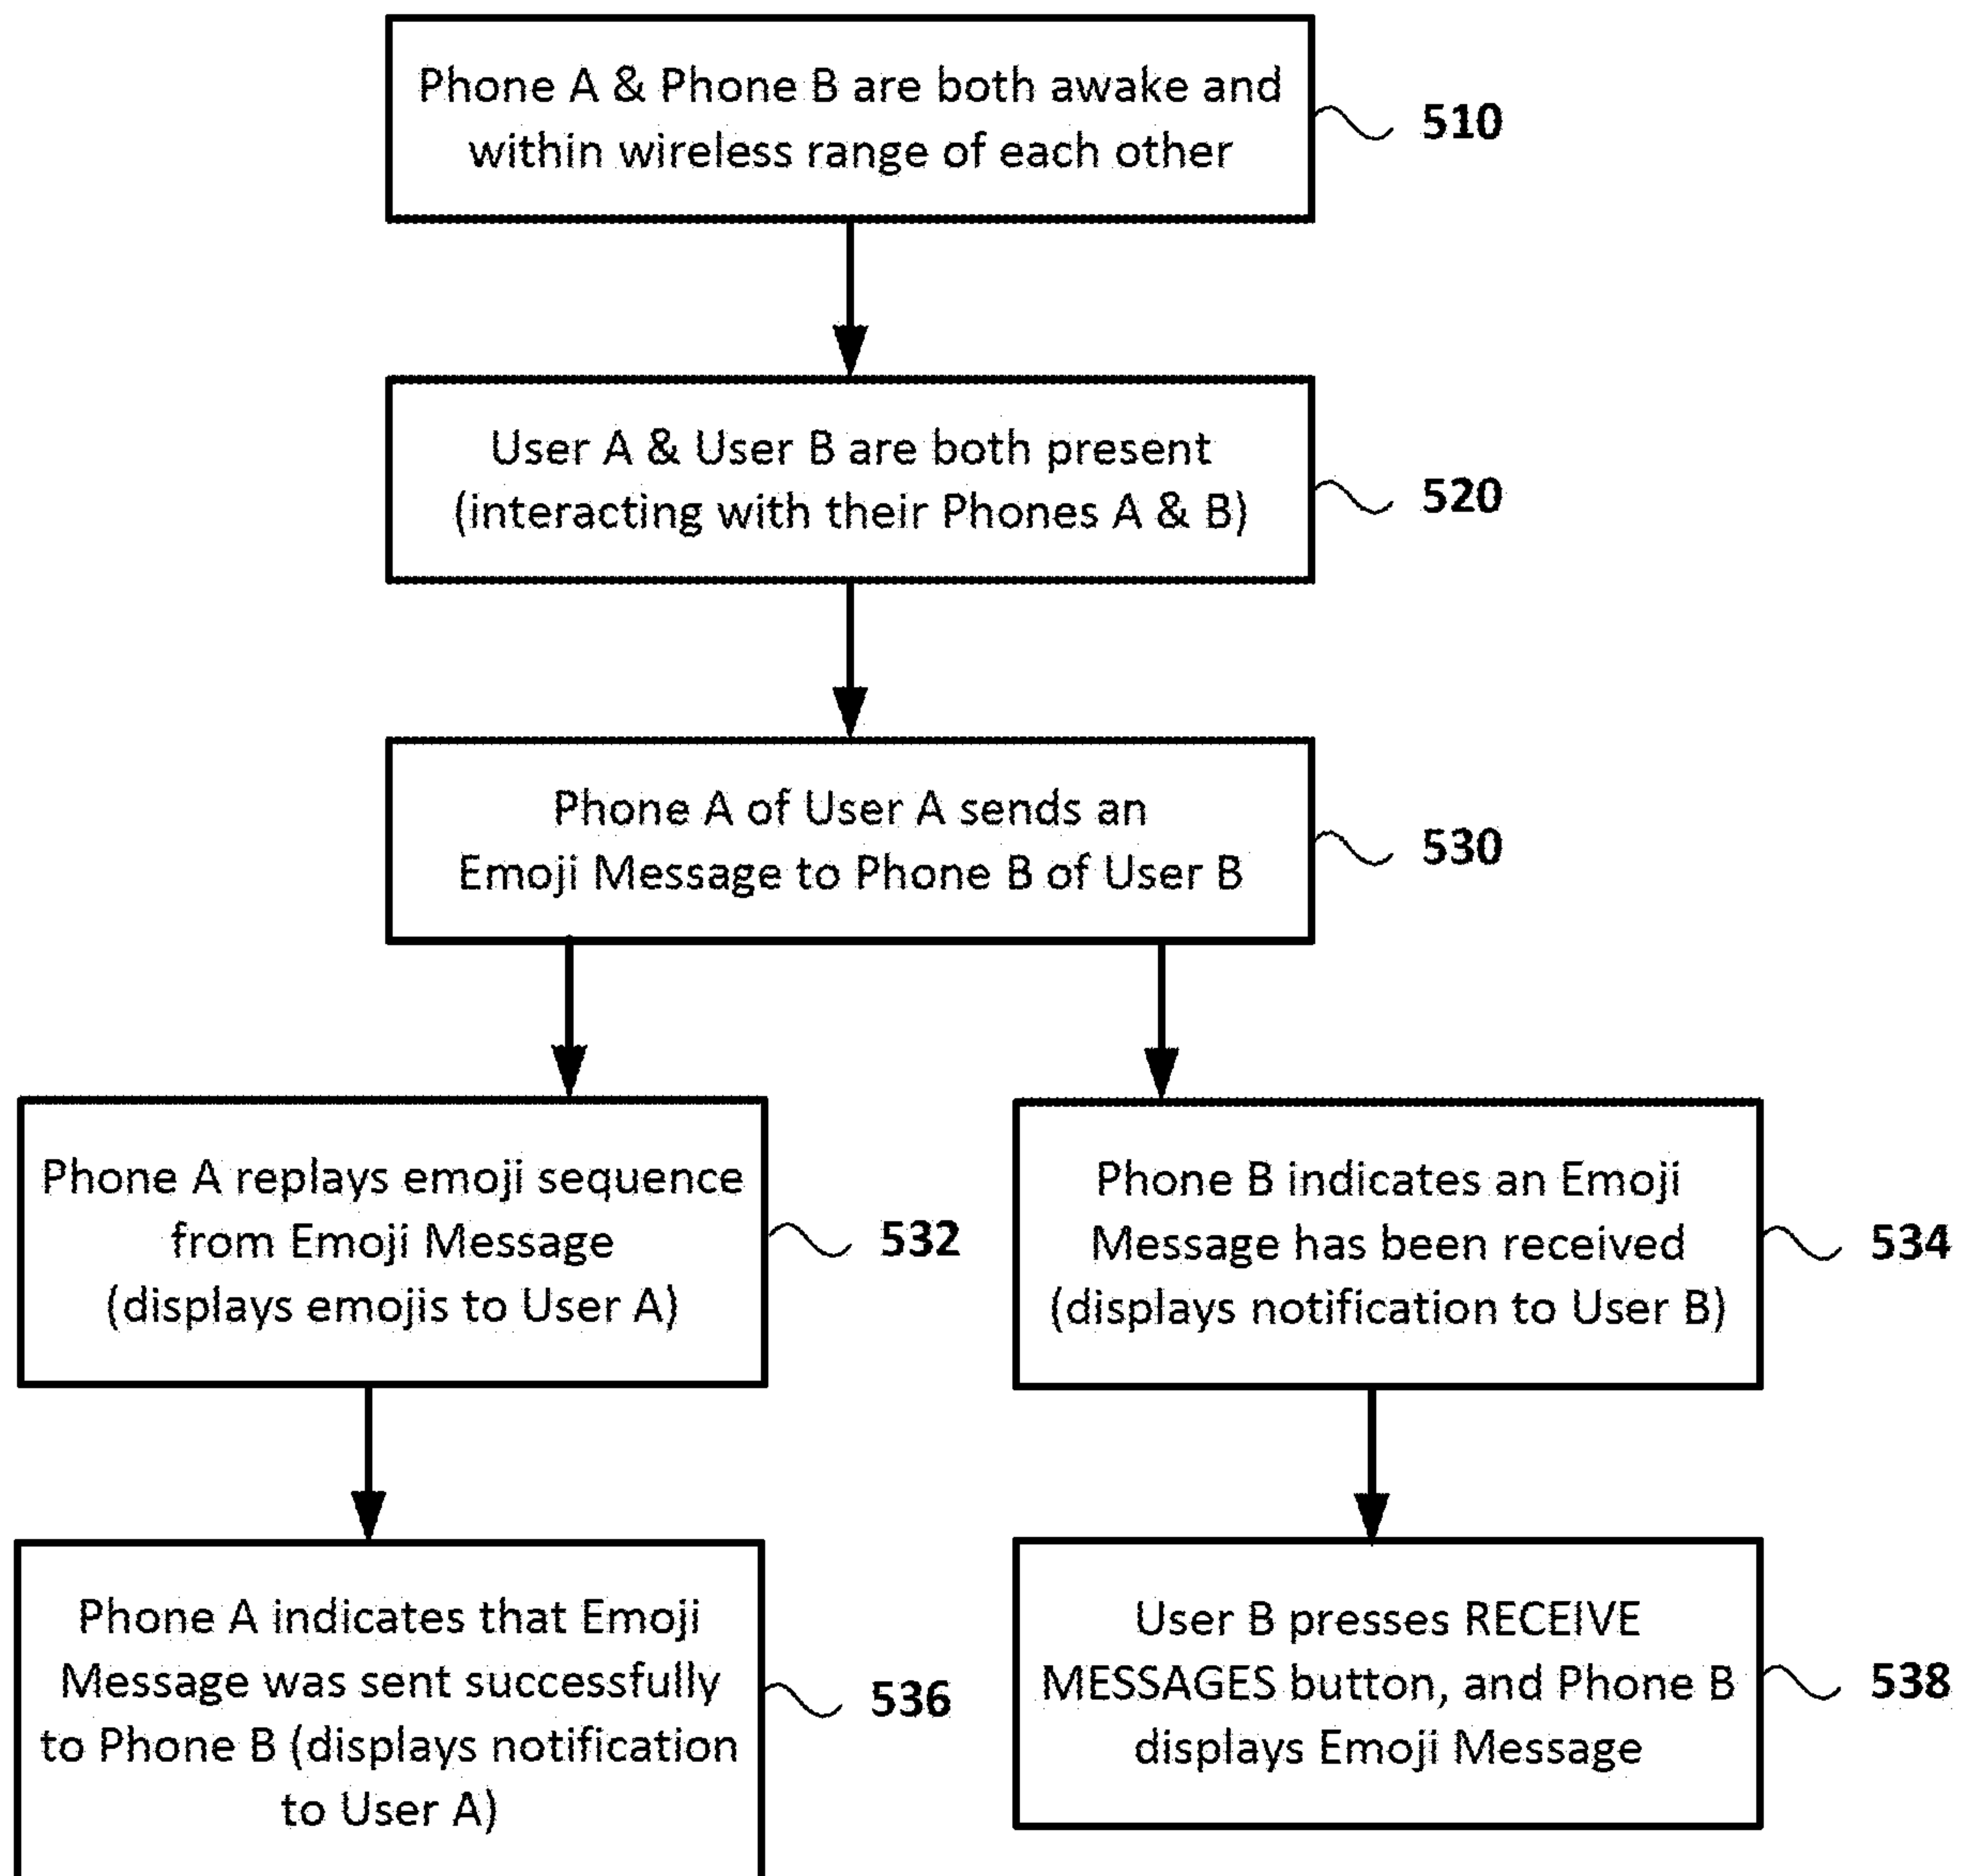 Phone A & Phone B are both awake and
within wireless range of each other
510
User A & User B are both present
(interacting with their Phones A & B)
520
Phone A of User A sends an
Emoji Message to Phone B of User B
530
Phone A replays emoji sequence
from Emoji Message
(displays emojis to User A)
532
Phone B indicates an Emoji
Message has been received
(displays notification to User B)
534
Phone A indicates that Emoji
Message was sent successfully
to Phone B (displays notification
to User A)
536
User B presses RECEIVE
MESSAGES button, and Phone B
displays Emoji Message
538